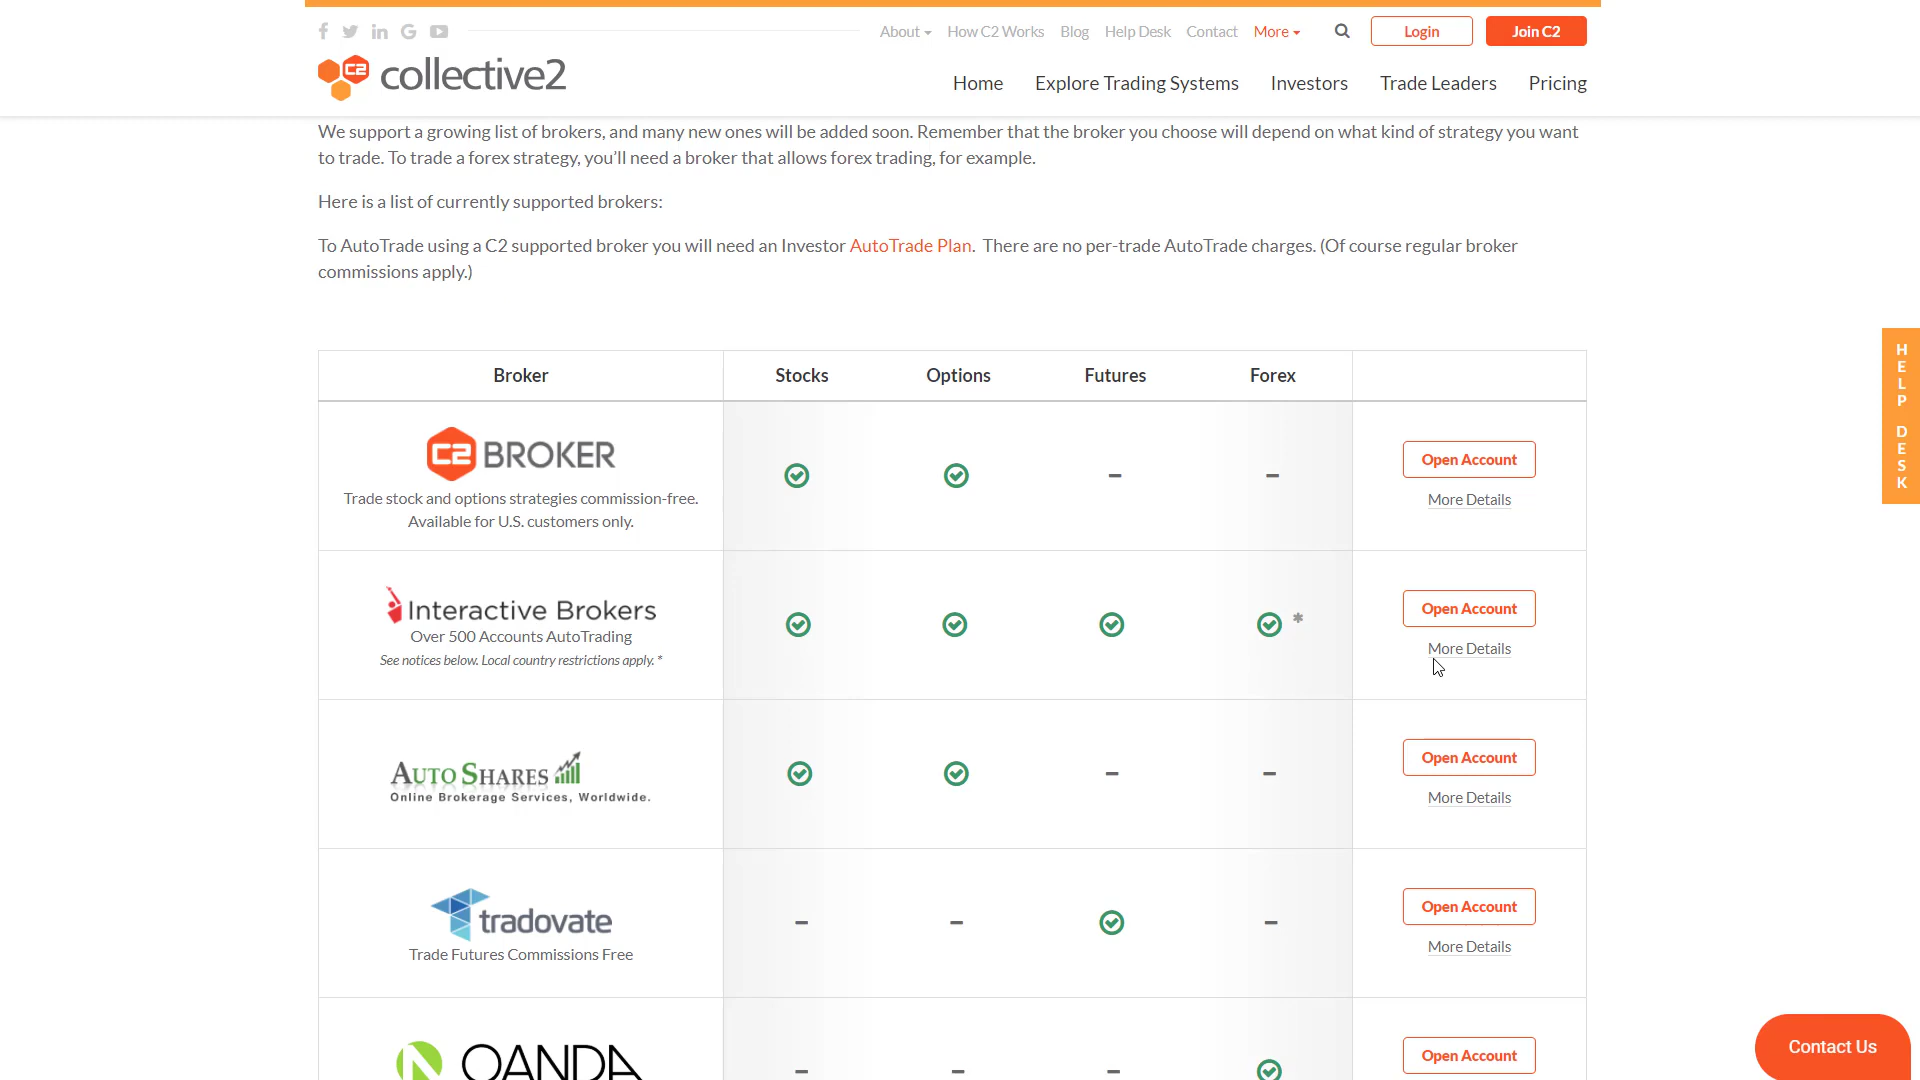 About How C2 Works Blog Help Desk Contact More Login Join C2
C2 collective2
Home Explore Trading Systems Investors Trade Leaders Pricing
We support a growing list of brokers, and many new ones will be added soon. Remember that the broker you choose will depend on what kind of strategy you want
to trade. To trade a forex strategy, you’ll need a broker that allows forex trading, for example.
Here is a list of currently supported brokers:
To AutoTrade using a C2 supported broker you will need an Investor AutoTrade Plan. There are no per-trade AutoTrade charges. (Of course regular broker
commissions apply.)
HELP DESK
Broker Stocks Options Futures Forex
C2 BROKER
Trade stock and options strategies commission-free.
Available for U.S. customers only.
Open Account
More Details
Interactive Brokers
Over 500 Accounts AutoTrading
See notices below. Local country restrictions apply. *
*
Open Account
More Details
AUTO SHARES
Online Brokerage Services, Worldwide.
Open Account
More Details
tradovate
Trade Futures Commissions Free
Open Account
More Details
OANDA
Open Account
Contact Us